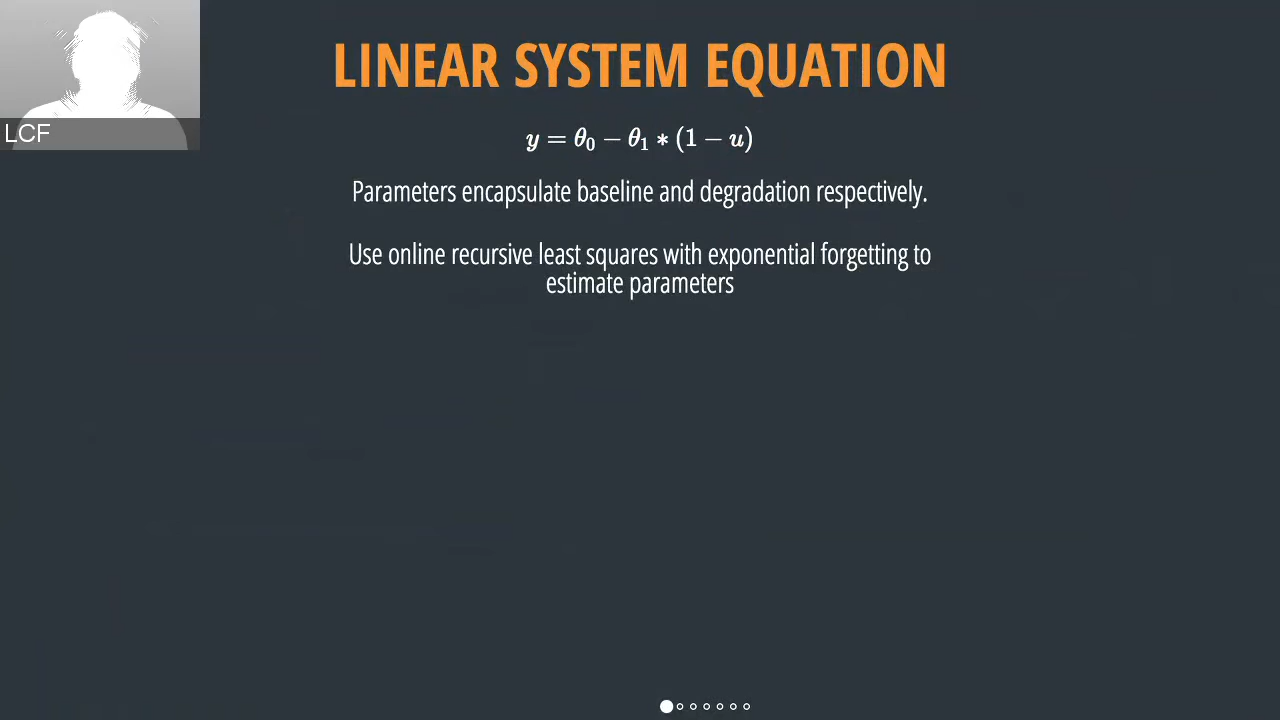 LCF
LINEAR SYSTEM EQUATION
y = θ₀ − θ₁ ∗ (1 − u)
Parameters encapsulate baseline and degradation respectively.
Use online recursive least squares with exponential forgetting to
estimate parameters